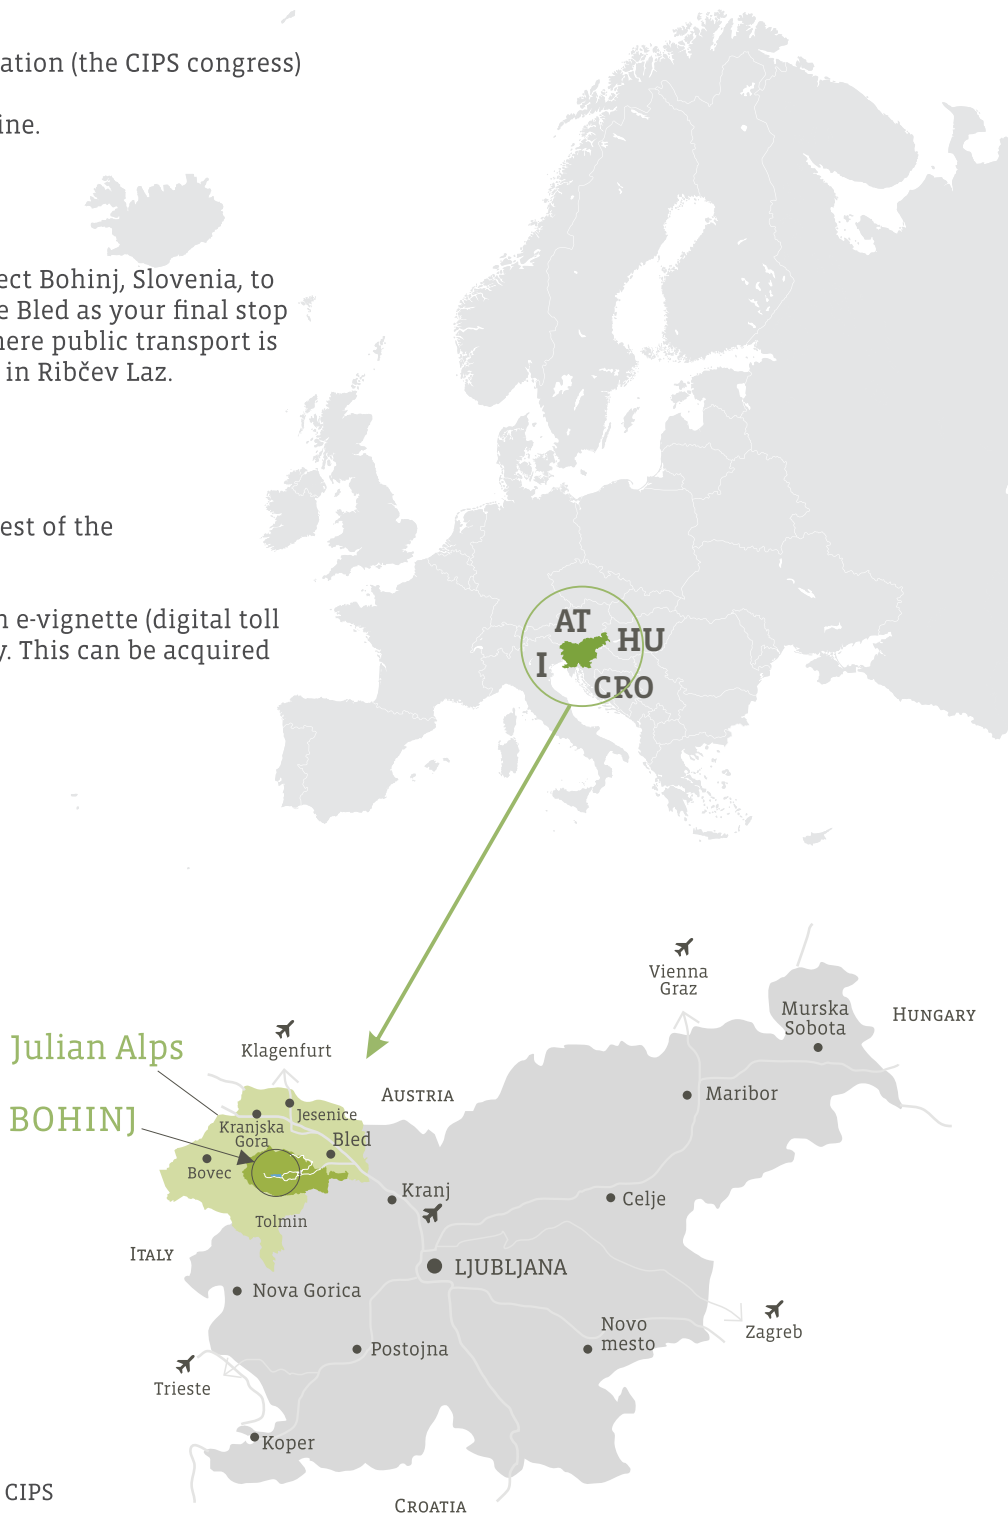 ation (the CIPS congress)
ine.
ect Bohinj, Slovenia, to
e Bled as your final stop
here public transport is
in Ribčev Laz.
est of the
n e-vignette (digital toll
y. This can be acquired
AT
HU
I
CRO
Vienna
Graz
Murska
Sobota
Hungary
Julian Alps
Klagenfurt
Austria
Maribor
BOHINJ
Jesenice
Kranjska
Gora
Bled
Bovec
Kranj
Celje
Tolmin
Italy
LJUBLJANA
Nova Gorica
Novo
mesto
Zagreb
Postojna
Trieste
Koper
CIPS
Croatia